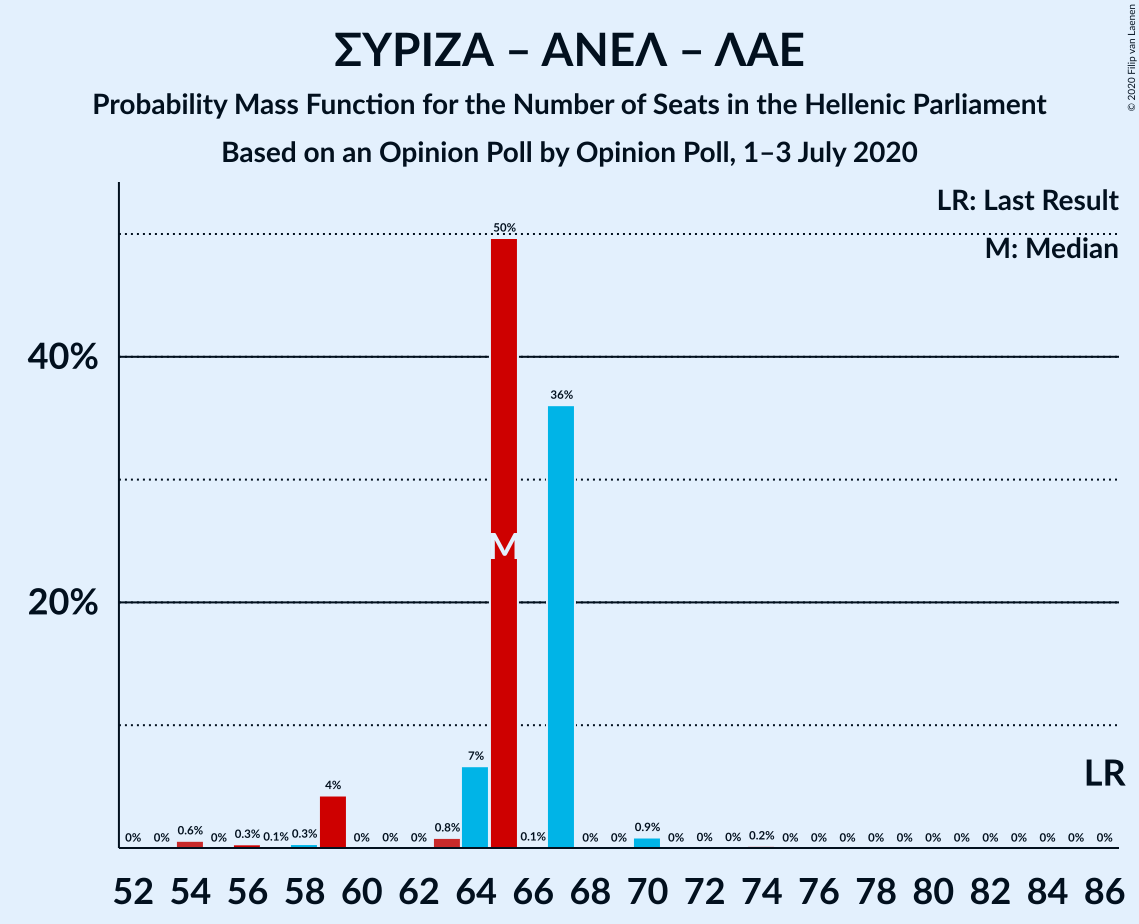 ΣΥΡΙΖΑ – ΑΝΕΛ – ΛΑΕ
Probability Mass Function for the Number of Seats in the Hellenic Parliament
Based on an Opinion Poll by Opinion Poll, 1–3 July 2020
© 2020 Filip van Laenen
LR: Last Result
M: Median
50%
40%
36%
M
20%
7%
LR
4%
0% 0% 0.6% 0% 0.3% 0.1% 0.3% 0% 0% 0% 0.8% 0.1% 0% 0% 0.9% 0% 0% 0% 0.2% 0% 0% 0% 0% 0% 0% 0% 0% 0% 0% 0% 0%
52 54 56 58 60 62 64 66 68 70 72 74 76 78 80 82 84 86